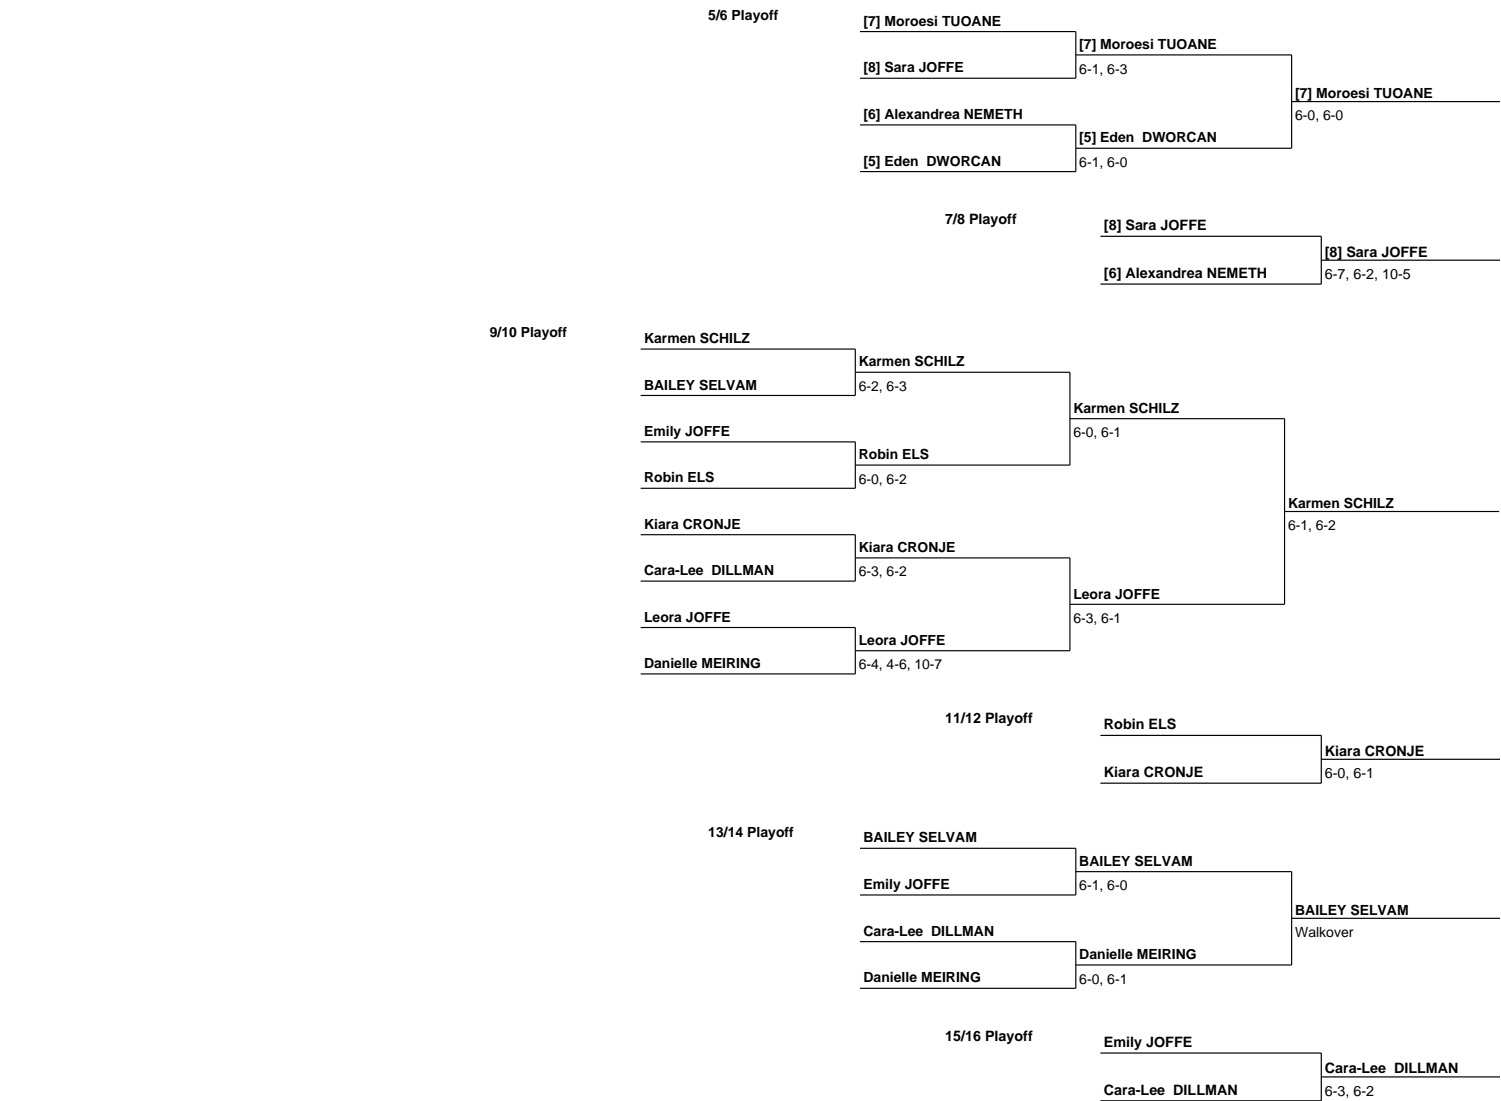 5/6 Playoff
[7] Moroesi TUOANE
[7] Moroesi TUOANE
[8] Sara JOFFE
6-1, 6-3
[7] Moroesi TUOANE
[6] Alexandrea NEMETH
6-0, 6-0
[5] Eden  DWORCAN
[5] Eden  DWORCAN
6-1, 6-0
7/8 Playoff
[8] Sara JOFFE
[8] Sara JOFFE
[6] Alexandrea NEMETH
6-7, 6-2, 10-5
9/10 Playoff
Karmen SCHILZ
Karmen SCHILZ
BAILEY SELVAM
6-2, 6-3
Karmen SCHILZ
Emily JOFFE
6-0, 6-1
Robin ELS
Robin ELS
6-0, 6-2
Karmen SCHILZ
Kiara CRONJE
6-1, 6-2
Kiara CRONJE
Cara-Lee  DILLMAN
6-3, 6-2
Leora JOFFE
Leora JOFFE
6-3, 6-1
Leora JOFFE
Danielle MEIRING
6-4, 4-6, 10-7
11/12 Playoff
Robin ELS
Kiara CRONJE
Kiara CRONJE
6-0, 6-1
13/14 Playoff
BAILEY SELVAM
BAILEY SELVAM
Emily JOFFE
6-1, 6-0
BAILEY SELVAM
Cara-Lee  DILLMAN
Walkover
Danielle MEIRING
Danielle MEIRING
6-0, 6-1
15/16 Playoff
Emily JOFFE
Cara-Lee  DILLMAN
Cara-Lee  DILLMAN
6-3, 6-2